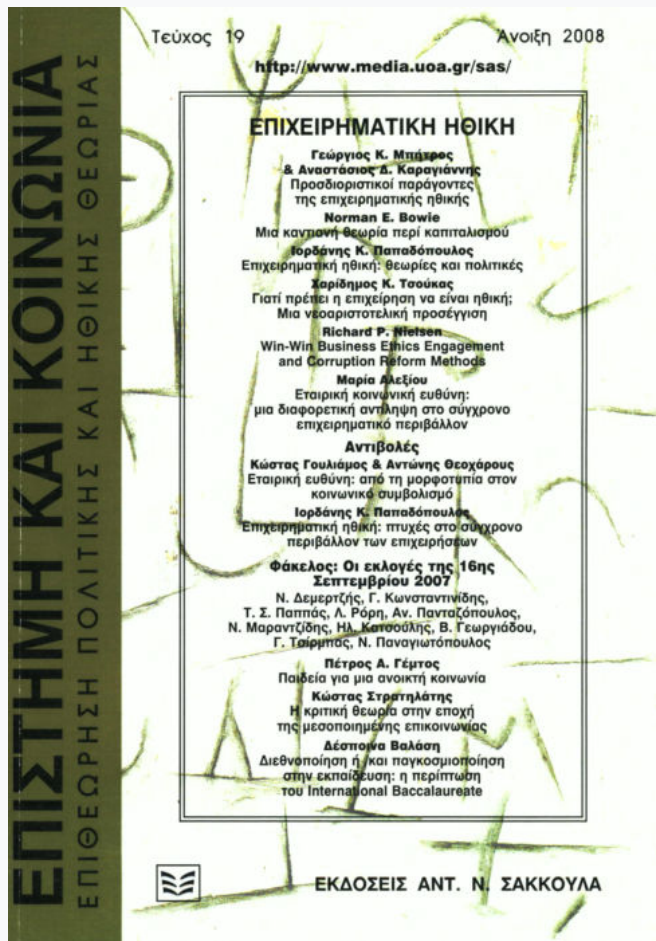 ΕΠΙΣΤΗΜΗ ΚΑΙ ΚΟΙΝΩΝΙΑ
ΕΠΙΘΕΩΡΗΣΗ ΠΟΛΙΤΙΚΗΣ ΚΑΙ ΗΘΙΚΗΣ ΘΕΩΡΙΑΣ
Τεύχος 19 Άνοιξη 2008
http://www.media.uoa.gr/sas/
ΕΠΙΧΕΙΡΗΜΑΤΙΚΗ ΗΘΙΚΗ
Γεώργιος Κ. Μπήτρος
& Αναστάσιος Δ. Καραγιάννης
Προσδιοριστικοί παράγοντες
της επιχειρηματικής ηθικής
Norman E. Bowie
Μια καντιανή θεωρία περί καπιταλισμού
Ιορδάνης Κ. Παπαδόπουλος
Επιχειρηματική ηθική: θεωρίες και πολιτικές
Χαρίδημος Κ. Τσούκας
Γιατί πρέπει η επιχείρηση να είναι ηθική;
Μια νεοαριστοτελική προσέγγιση
Richard P. Nielsen
Win-Win Business Ethics Engagement
and Corruption Reform Methods
Μαρία Αλεξίου
Εταιρική κοινωνική ευθύνη:
μια διαφορετική αντίληψη στο σύγχρονο
επιχειρηματικό περιβάλλον
Αντιβολές
Κώστας Γουλιάμος & Αντώνης Θεοχάρους
Εταιρική ευθύνη: από τη μορφοτυπία στον
κοινωνικό συμβολισμό
Ιορδάνης Κ. Παπαδόπουλος
Επιχειρηματική ηθική: πτυχές στο σύγχρονο
περιβάλλον των επιχειρήσεων
Φάκελος: Οι εκλογές της 16ης
Σεπτεμβρίου 2007
Ν. Δεμερτζής, Γ. Κωνσταντινίδης,
Τ. Σ. Παππάς, Λ. Ρόρη, Αν. Πανταζόπουλος,
Ν. Μαραντζίδης, Ηλ. Κατσούλης, Β. Γεωργιάδου,
Γ. Τσίρμπας, Ν. Παναγιωτόπουλος
Πέτρος Α. Γέμτος
Παιδεία για μια ανοικτή κοινωνία
Κώστας Στρατηλάτης
Η κριτική θεωρία στην εποχή
της μεσοποιημένης επικοινωνίας
Δέσποινα Βαλάση
Διεθνοποίηση ή /και παγκοσμιοποίηση
στην εκπαίδευση: η περίπτωση
του International Baccalaureate
ΕΚΔΟΣΕΙΣ ΑΝΤ. Ν. ΣΑΚΚΟΥΛΑ